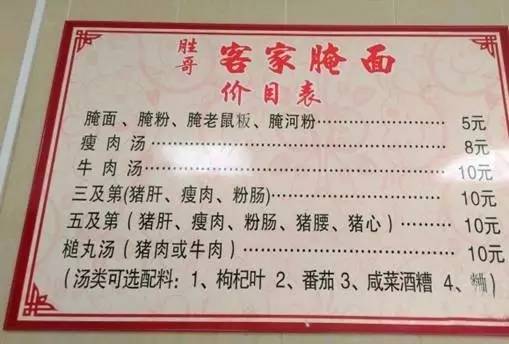 胜哥 客家腌面
价目表
腌面、腌粉、腌老鼠粄、腌河粉 5元
瘦肉汤 8元
牛肉汤 10元
三及第(猪肝、瘦肉、粉肠) 10元
五及第(猪肝、瘦肉、粉肠、猪腰、猪心) 10元
槌丸汤(猪肉或牛肉) 10元
(汤类可选配料:1、枸杞叶 2、番茄 3、咸菜酒糟 4、